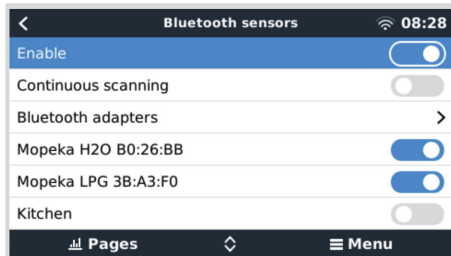 Bluetooth sensors 08:28
Enable
Continuous scanning
Bluetooth adapters
Mopeka H2O B0:26:BB
Mopeka LPG 3B:A3:F0
Kitchen
Pages Menu